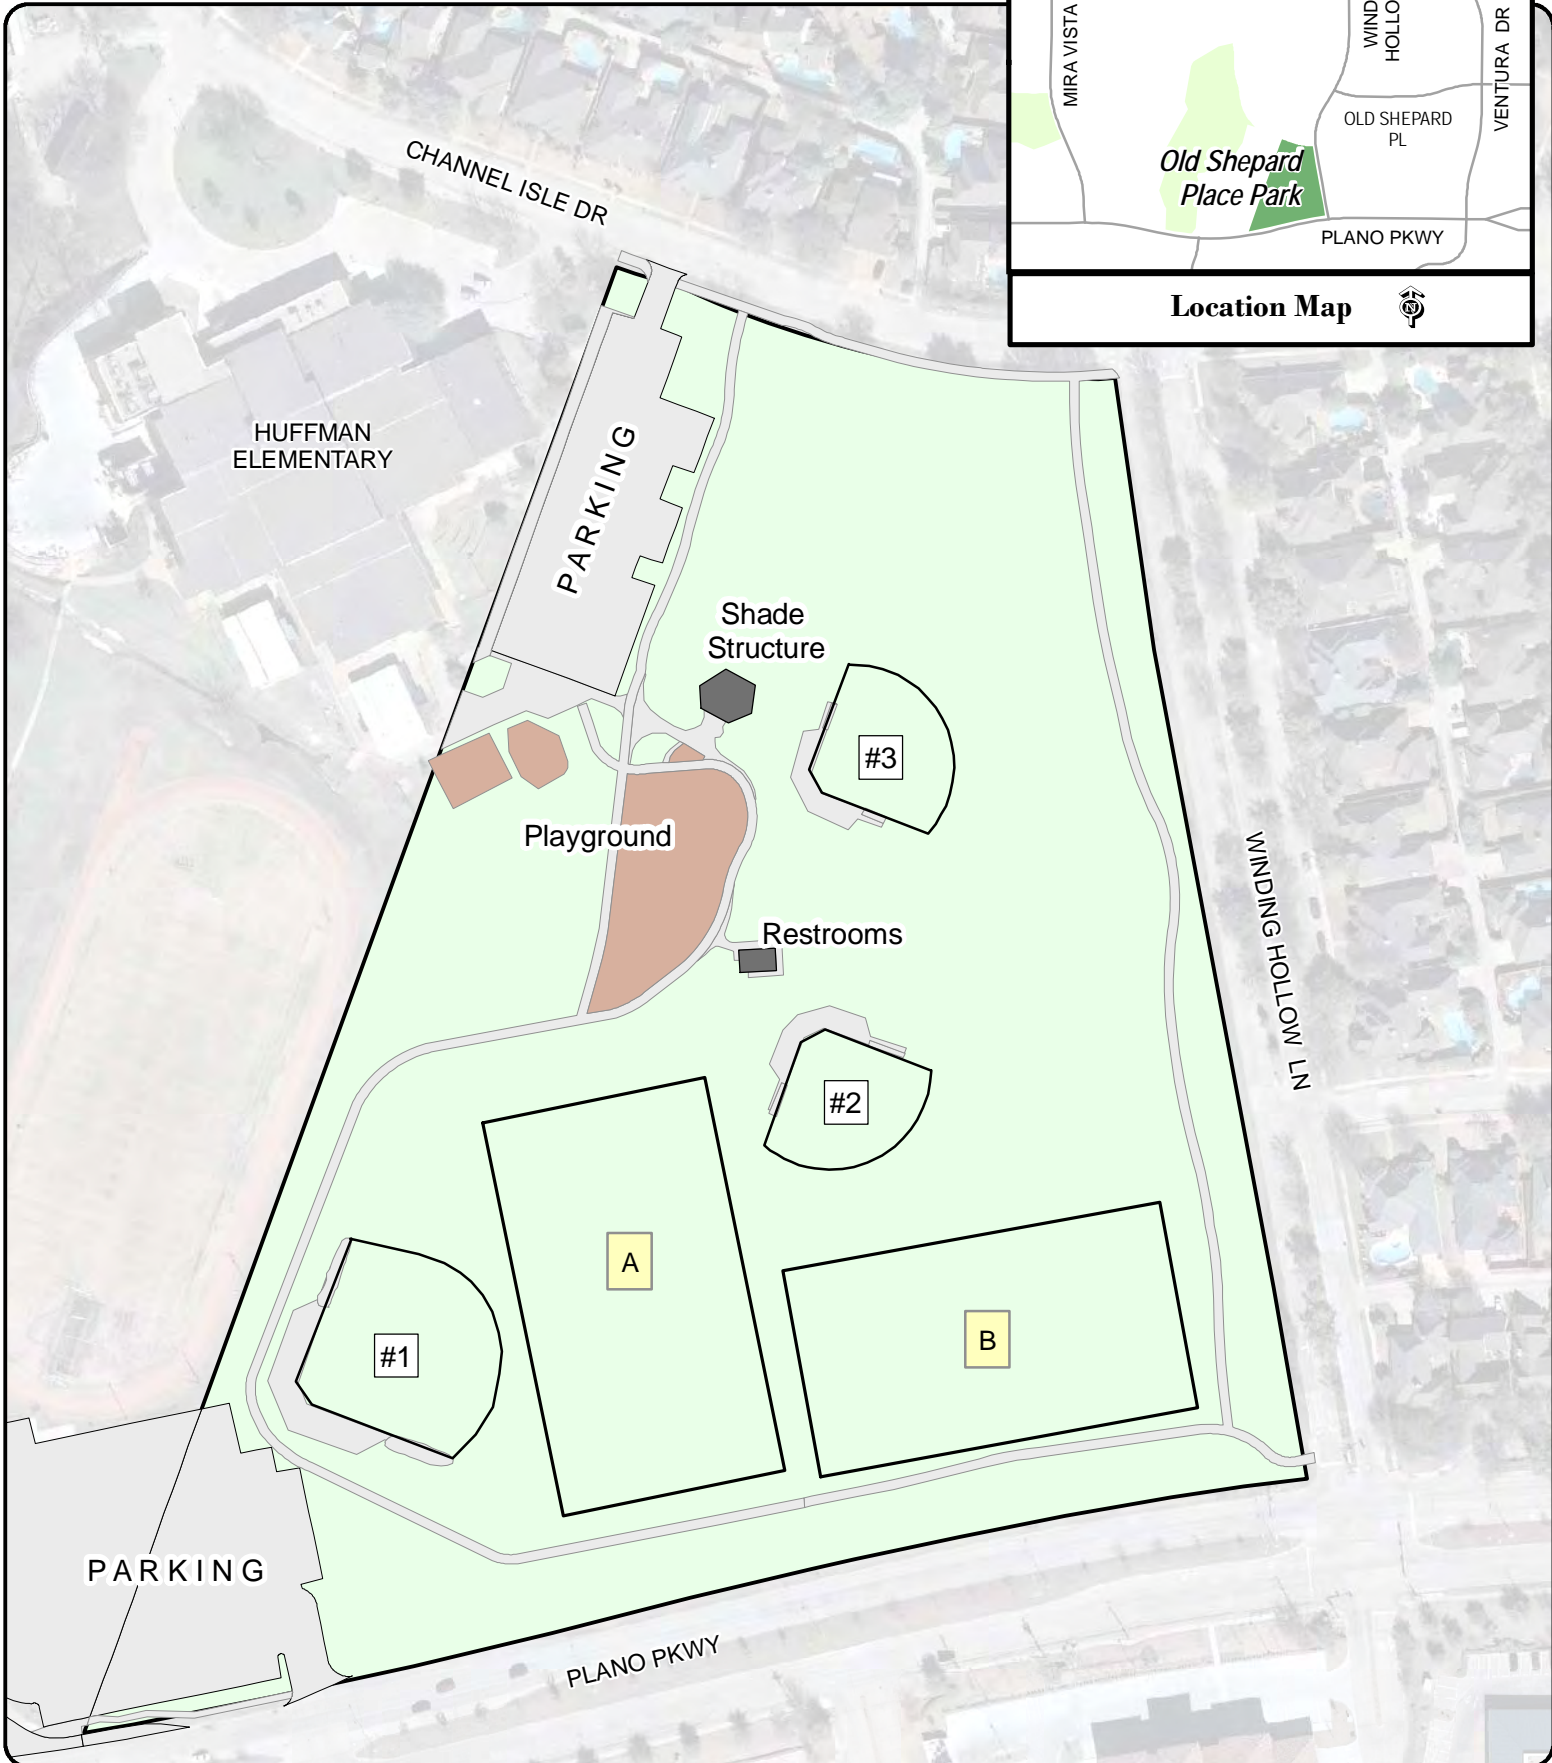 MIRA VISTA
WIND
HOLLO
VENTURA DR
OLD SHEPARD
PL
Old Shepard
Place Park
PLANO PKWY
Location Map
N
CHANNEL ISLE DR
HUFFMAN
ELEMENTARY
PARKING
Shade
Structure
#3
Playground
WINDING HOLLOW LN
Restrooms
#2
A
B
#1
PARKING
PLANO PKWY